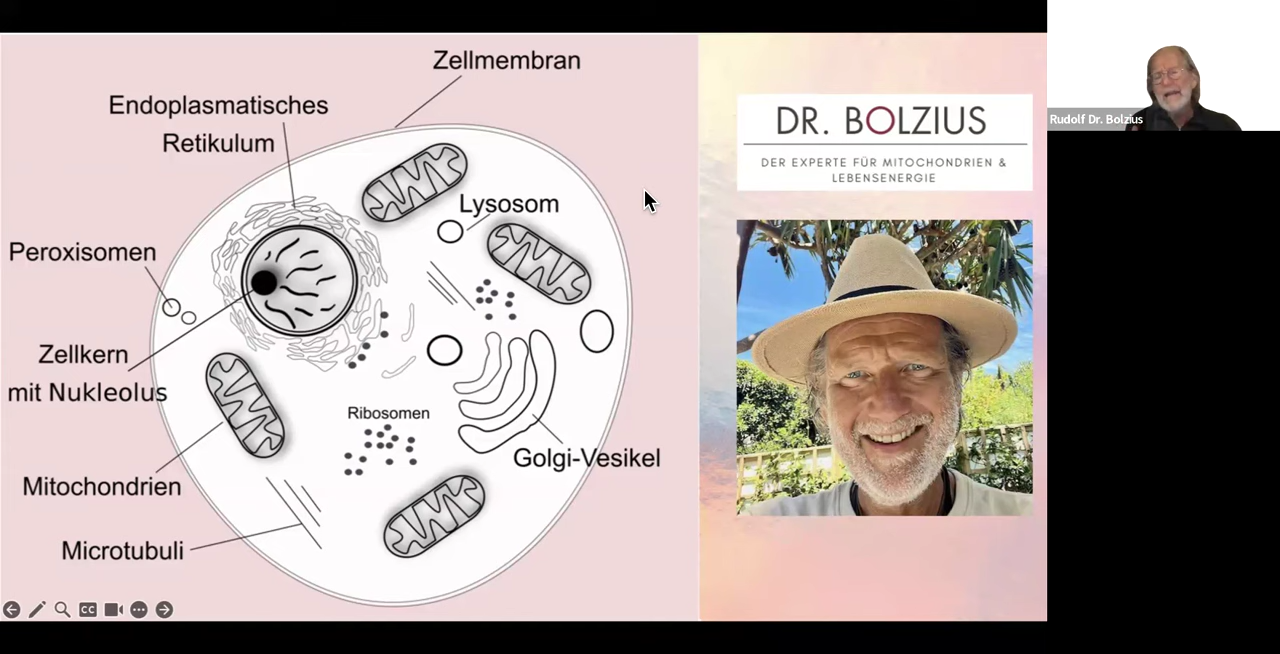 Zellmembran
Endoplasmatisches
Retikulum
Lysosom
Peroxisomen
Zellkern
mit Nukleolus
Ribosomen
Golgi-Vesikel
Mitochondrien
Microtubuli
CC
DR. BOLZIUS
DER EXPERTE FÜR MITOCHONDRIEN &
LEBENSENERGIE
Rudolf Dr. Bolzius